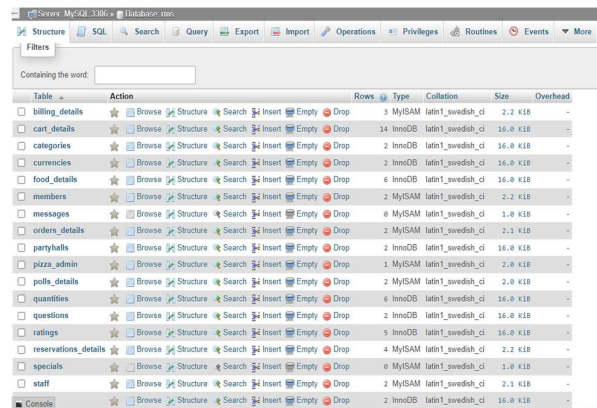 Server: MySQL:3306 » Database: rms
Structure SQL Search Query Export Import Operations Privileges Routines Events More
Filters
Containing the word:
Table Action Rows Type Collation Size Overhead
billing_details Browse Structure Search Insert Empty Drop 3 MyISAM latin1_swedish_ci 2.2 KiB -
cart_details Browse Structure Search Insert Empty Drop 14 InnoDB latin1_swedish_ci 16.0 KiB -
categories Browse Structure Search Insert Empty Drop 2 InnoDB latin1_swedish_ci 16.0 KiB -
currencies Browse Structure Search Insert Empty Drop 2 InnoDB latin1_swedish_ci 16.0 KiB -
food_details Browse Structure Search Insert Empty Drop 6 InnoDB latin1_swedish_ci 16.0 KiB -
members Browse Structure Search Insert Empty Drop 2 MyISAM latin1_swedish_ci 2.2 KiB -
messages Browse Structure Search Insert Empty Drop 0 MyISAM latin1_swedish_ci 1.0 KiB -
orders_details Browse Structure Search Insert Empty Drop 2 MyISAM latin1_swedish_ci 2.1 KiB -
partyhalls Browse Structure Search Insert Empty Drop 2 InnoDB latin1_swedish_ci 16.0 KiB -
pizza_admin Browse Structure Search Insert Empty Drop 1 MyISAM latin1_swedish_ci 2.0 KiB -
polls_details Browse Structure Search Insert Empty Drop 2 MyISAM latin1_swedish_ci 2.0 KiB -
quantities Browse Structure Search Insert Empty Drop 6 InnoDB latin1_swedish_ci 16.0 KiB -
questions Browse Structure Search Insert Empty Drop 2 InnoDB latin1_swedish_ci 16.0 KiB -
ratings Browse Structure Search Insert Empty Drop 5 InnoDB latin1_swedish_ci 16.0 KiB -
reservations_details Browse Structure Search Insert Empty Drop 4 MyISAM latin1_swedish_ci 2.2 KiB -
specials Browse Structure Search Insert Empty Drop 0 MyISAM latin1_swedish_ci 1.0 KiB -
staff Browse Structure Search Insert Empty Drop 2 MyISAM latin1_swedish_ci 2.1 KiB -
Console Browse Structure Search Insert Empty Drop 2 InnoDB latin1_swedish_ci 16.0 KiB -